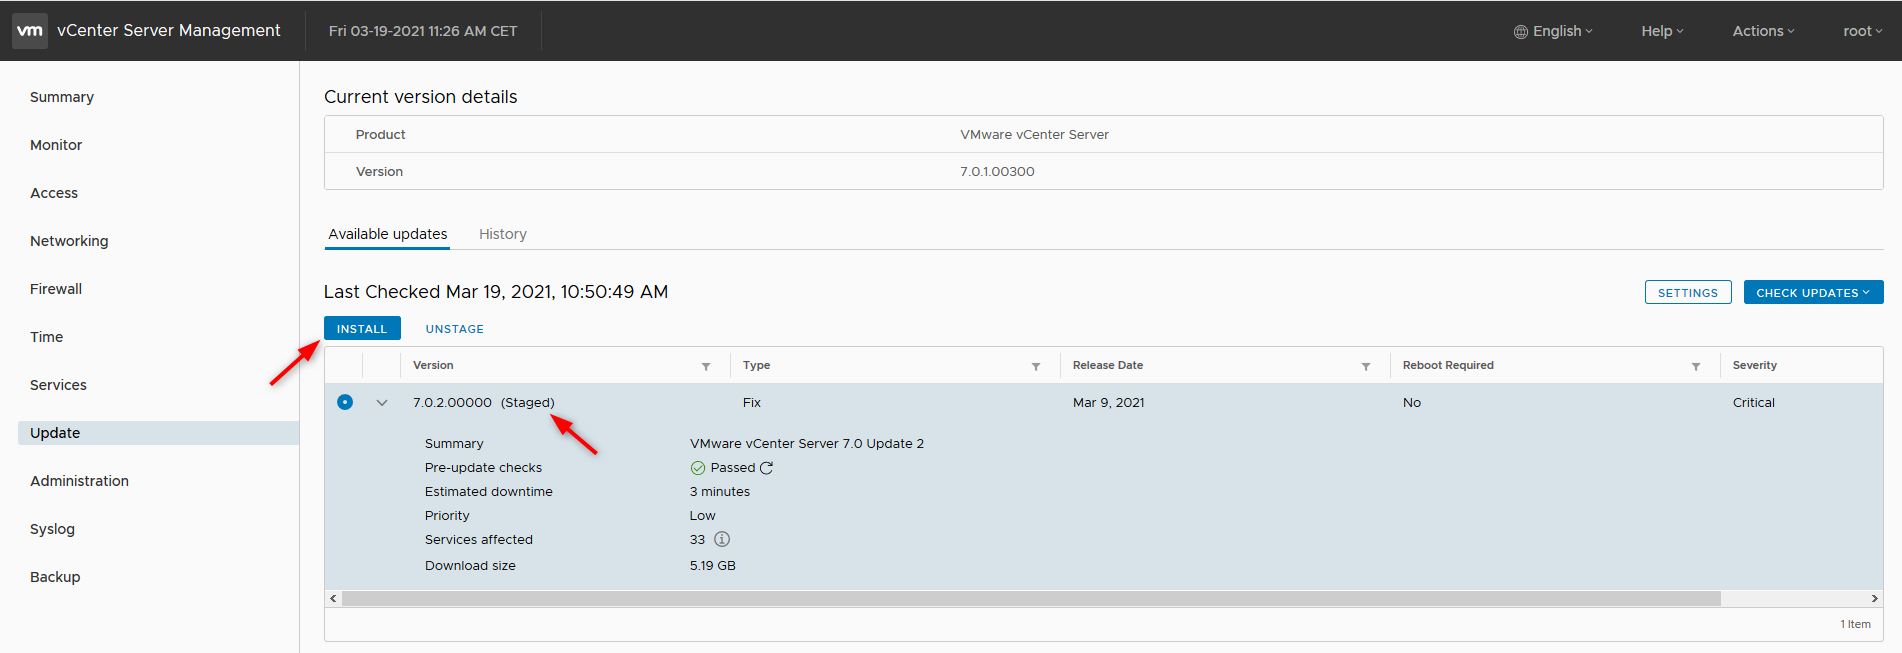 vm vCenter Server Management Fri 03-19-2021 11:26 AM CET English Help Actions root
Summary
Monitor
Access
Networking
Firewall
Time
Services
Update
Administration
Syslog
Backup
Current version details
Product VMware vCenter Server
Version 7.0.1.00300
Available updates History
Last Checked Mar 19, 2021, 10:50:49 AM SETTINGS CHECK UPDATES
INSTALL UNSTAGE
Version Type Release Date Reboot Required Severity
7.0.2.00000 (Staged) Fix Mar 9, 2021 No Critical
Summary VMware vCenter Server 7.0 Update 2
Pre-update checks Passed
Estimated downtime 3 minutes
Priority Low
Services affected 33
Download size 5.19 GB
1 Item